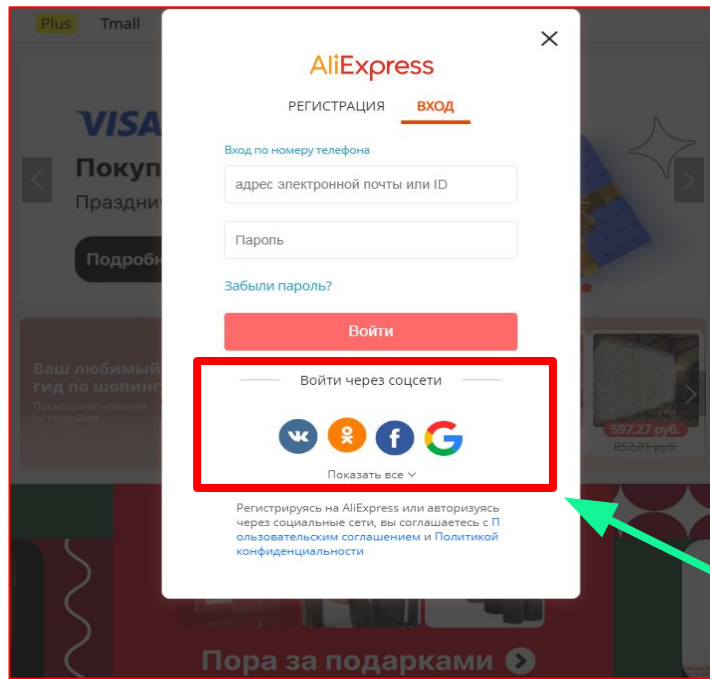 Plus Tmall
AliExpress
РЕГИСТРАЦИЯ ВХОД
Вход по номеру телефона
адрес электронной почты или ID
Пароль
Забыли пароль?
Войти
Войти через соцсети
Показать все
Регистрируясь на AliExpress или авторизуясь
через социальные сети, вы соглашаетесь с П
ользовательским соглашением и Политикой
конфиденциальности
VISA
Покуп
Праздни
Подробн
Ваш любимый
гид по шопинг
Посмотрите новинки
со скидками
597,27 руб.
852,81 руб.
Пора за подарками